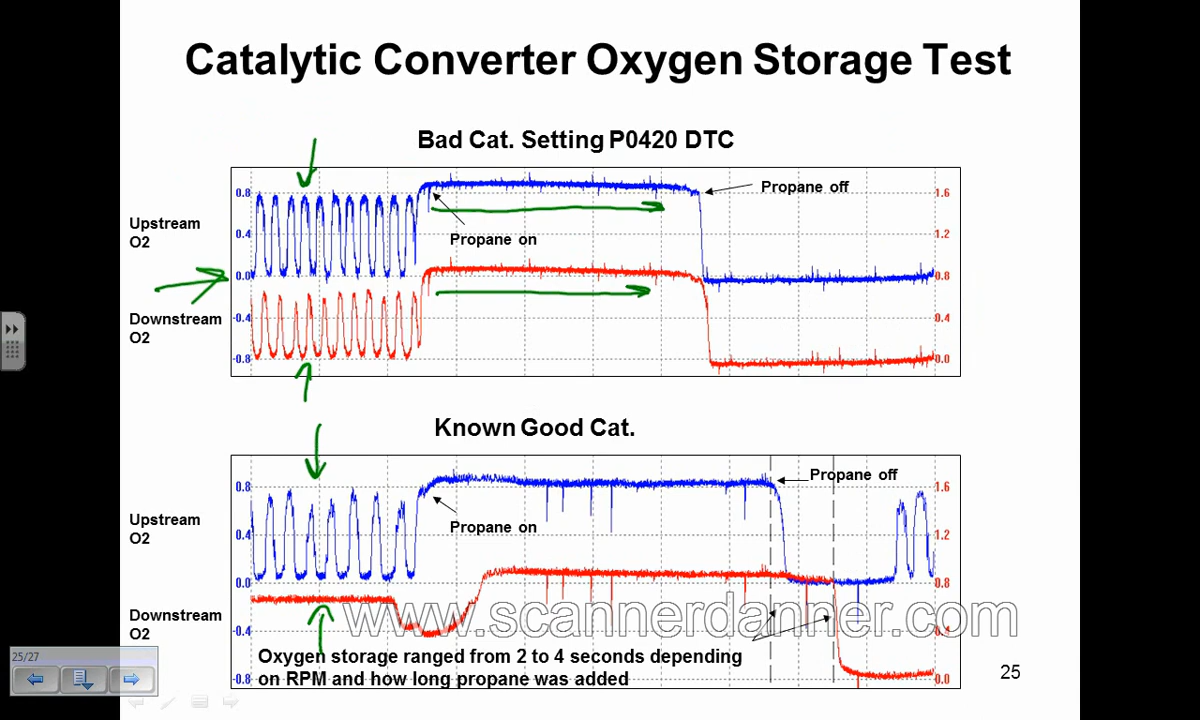 Catalytic Converter Oxygen Storage Test
Bad Cat. Setting P0420 DTC
Upstream
O2
Downstream
O2
0.8
0.4
0.0
-0.4
-0.8
Propane on
Propane off
1.6
1.2
0.8
0.4
0.0
Known Good Cat.
Upstream
O2
Downstream
O2
0.8
0.4
0.0
-0.4
-0.8
Propane on
Propane off
1.6
1.2
0.8
0.0
www.scannerdanner.com
Oxygen storage ranged from 2 to 4 seconds depending
on RPM and how long propane was added
25/27
25